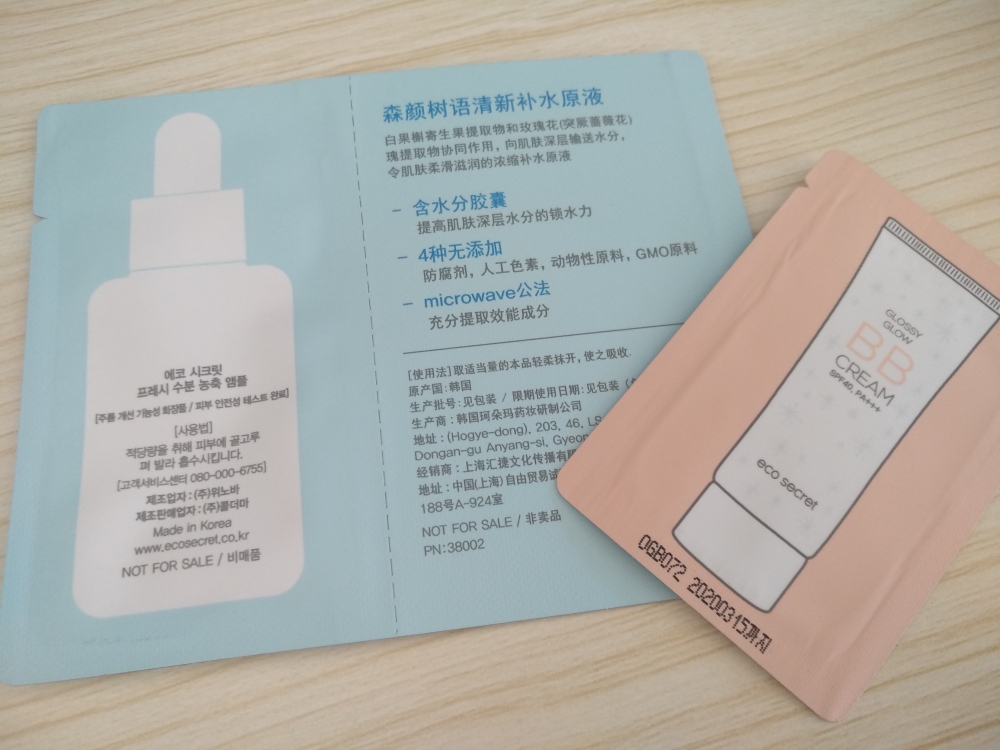 에코 시크릿
프레시 수분 농축 앰플
[주름 개선 기능성 화장품 / 피부 안전성 테스트 완료]
[사용법]
적당량을 취해 피부에 골고루
펴 발라 흡수시킵니다.
[고객서비스센터 080-000-6755]
제조업자 : (주)위노바
제조판매업자 : (주)콜더마
Made in Korea
www.ecosecret.co.kr
NOT FOR SALE / 비매품
森颜树语清新补水原液
白果槲寄生果提取物和玫瑰花(突厥蔷薇花)
瑰提取物协同作用，向肌肤深层输送水分，
令肌肤柔滑滋润的浓缩补水原液
– 含水分胶囊
提高肌肤深层水分的锁水力
– 4种无添加
防腐剂，人工色素，动物性原料，GMO原料
– microwave公法
充分提取效能成分
[使用法] 取适当量的本品轻柔抹开，使之吸收.
原产国: 韩国
生产批号: 见包装 / 限期使用日期: 见包装
生产商 : 韩国珂朵玛药妆研制公司
地址 : (Hogye-dong), 203, 46, LS
Dongan-gu Anyang-si, Gyeon
经销商 : 上海汇捷文化传播有限
地址 : 中国(上海)自由贸易试
188号A-924室
NOT FOR SALE / 非卖品
PN:38002
GLOSSY
GLOW
BB
CREAM
SPF40, PA+++
eco secret
06B072 20200315까지